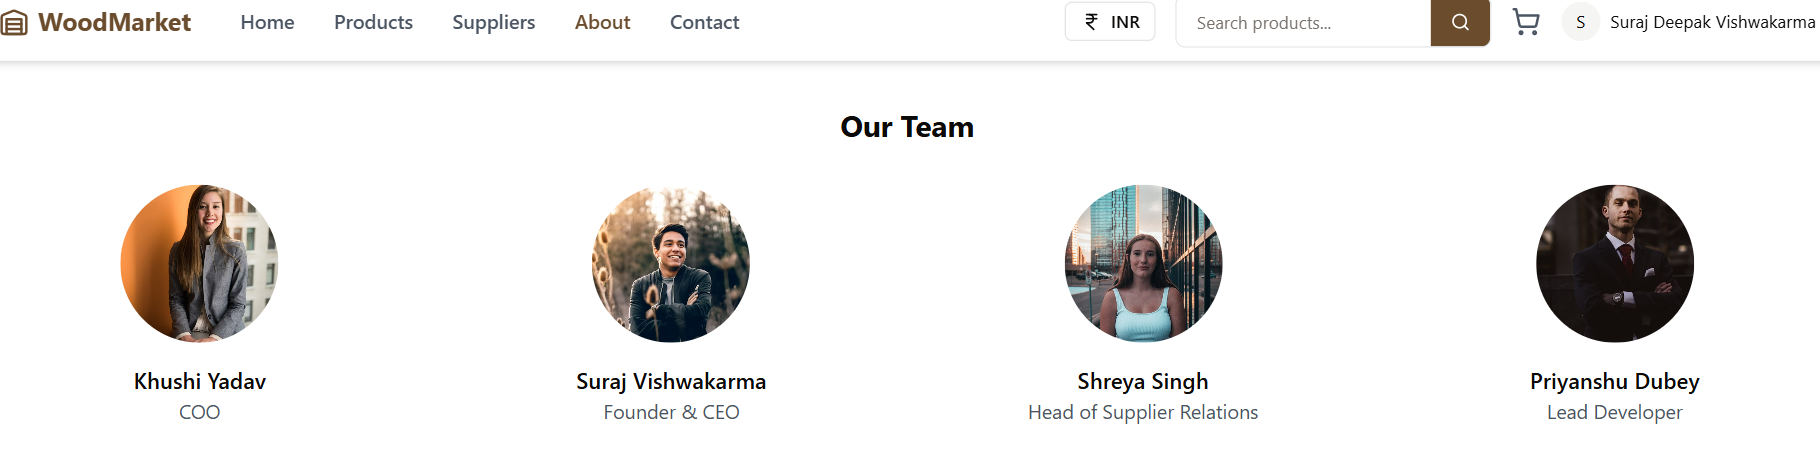 WoodMarket Home Products Suppliers About Contact ₹ INR Search products... S Suraj Deepak Vishwakarma
Our Team
Khushi Yadav
COO
Suraj Vishwakarma
Founder & CEO
Shreya Singh
Head of Supplier Relations
Priyanshu Dubey
Lead Developer